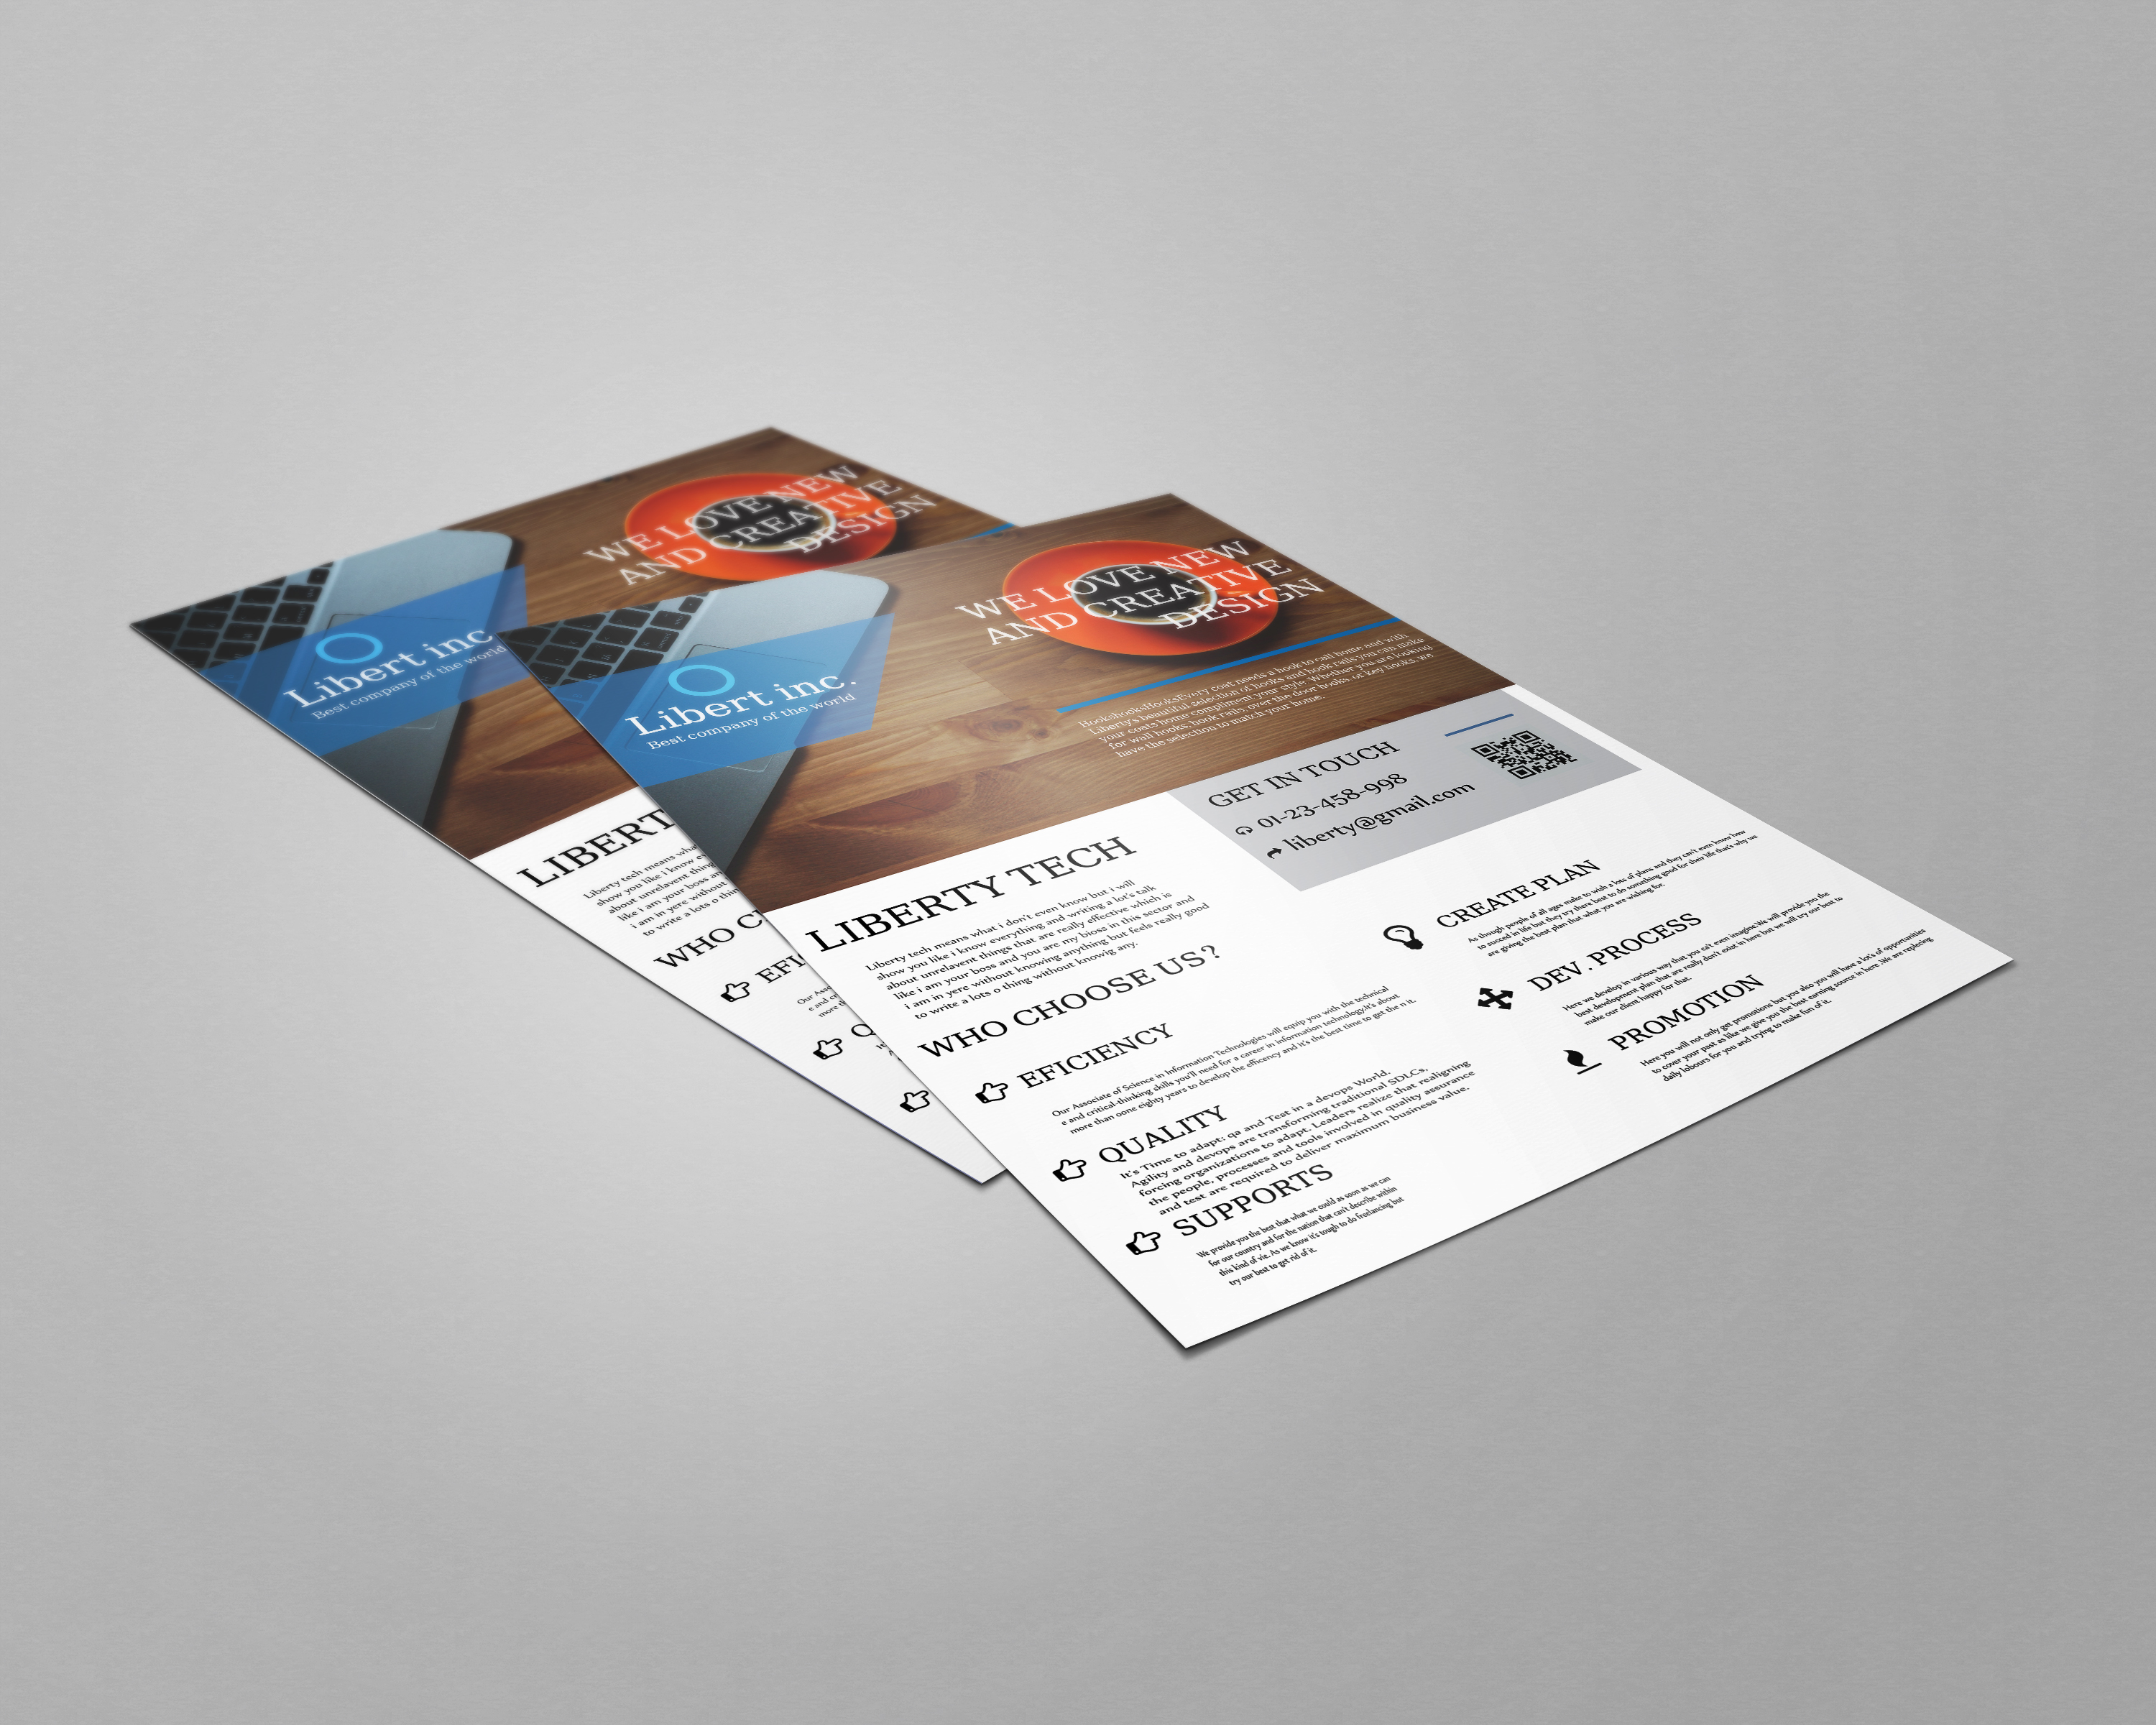 WE LOVE NEW
AND CREATIVE
DESIGN
Libert inc
Best company of the world
LIBERT
Liberty tech means
show you like i know
about unrelavent thing
like i am your boss an
i am in yere without
to write a lots o
WHO C
EFI
Our Asso
Q
WE LOVE NEW
AND CREATIVE
DESIGN
HookshooksHooksEvery coat needs a hook to call home and with
Liberty's beautiful selection of hooks and hook rails you can make
your coats home compliment your style. Whether you are looking
for wall hooks, hook rails, over the door hooks, or key hooks, we
have the selection to match your home.
Libert inc.
Best company of the world
GET IN TOUCH
01-23-458-998
liberty@gmail.com
LIBERTY TECH
Liberty tech means what i don't even know but i will
show you like i know everything and writing a lot's talk
about unrelavent things that are really effective which is
like i am your boss and you are my bioss in this sector and
i am in yere without knowing anything but feels really good
to write a lots o thing without knowig any.
WHO CHOOSE US?
EFICIENCY
Our Associate of Science in Information Technologies will equip you with the technical
e and critical-thinking skills you'll need for a career in information technology.it's about
more than oone eighty years to develop the efficency and it's the best time to get the n it.
QUALITY
It's Time to adapt: qa and Test in a devops World.
Agility and devops are transforming traditional SDLCs,
forcing organizations to adapt. Leaders realize that realigning
the people, processes and tools involved in quality assurance
and test are required to deliver maximum business value.
SUPPORTS
We provide you the best that what we could as soon as we can
for our country and for the nation that can't describe within
this kind of vie. As we know it's tough to do freelancing but
try our best to get rid of it.
CREATE PLAN
As though people of all ages make to wish a lots of plans, and they can't even know how
to succed in life but they try there best to do something good for their life that's why we
are giving the best plan that what you are wishing for.
DEV. PROCESS
Here we develop in various way that you ca't even imagine.We will provide you the
best development plan that are really don't exist in here but we will try our best to
make our client happy for that.
PROMOTION
Here you will not only get promotions but you also you will have a lot's of opportunities
to cover your past as like we give you the best earning source in here .We are replecing
daily lobours for you and trying to make fun of it.